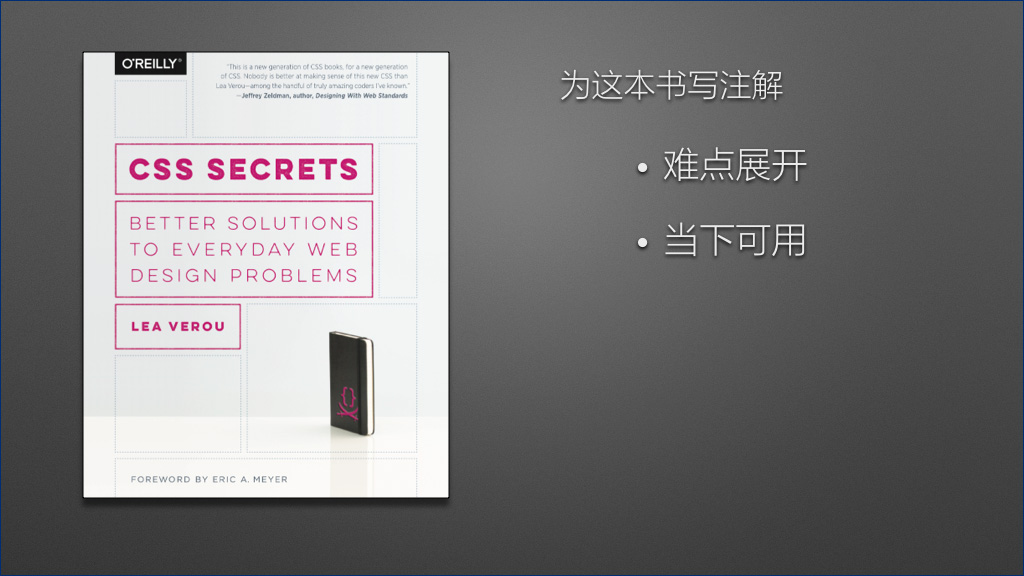 O'REILLY®
"This is a new generation of CSS books, for a new generation
of CSS. Nobody is better at making sense of this new CSS than
Lea Verou—among the handful of truly amazing coders I've known."
—Jeffrey Zeldman, author, Designing With Web Standards
CSS SECRETS
BETTER SOLUTIONS
TO EVERYDAY WEB
DESIGN PROBLEMS
LEA VEROU
FOREWORD BY ERIC A. MEYER
为这本书写注解
• 难点展开
• 当下可用